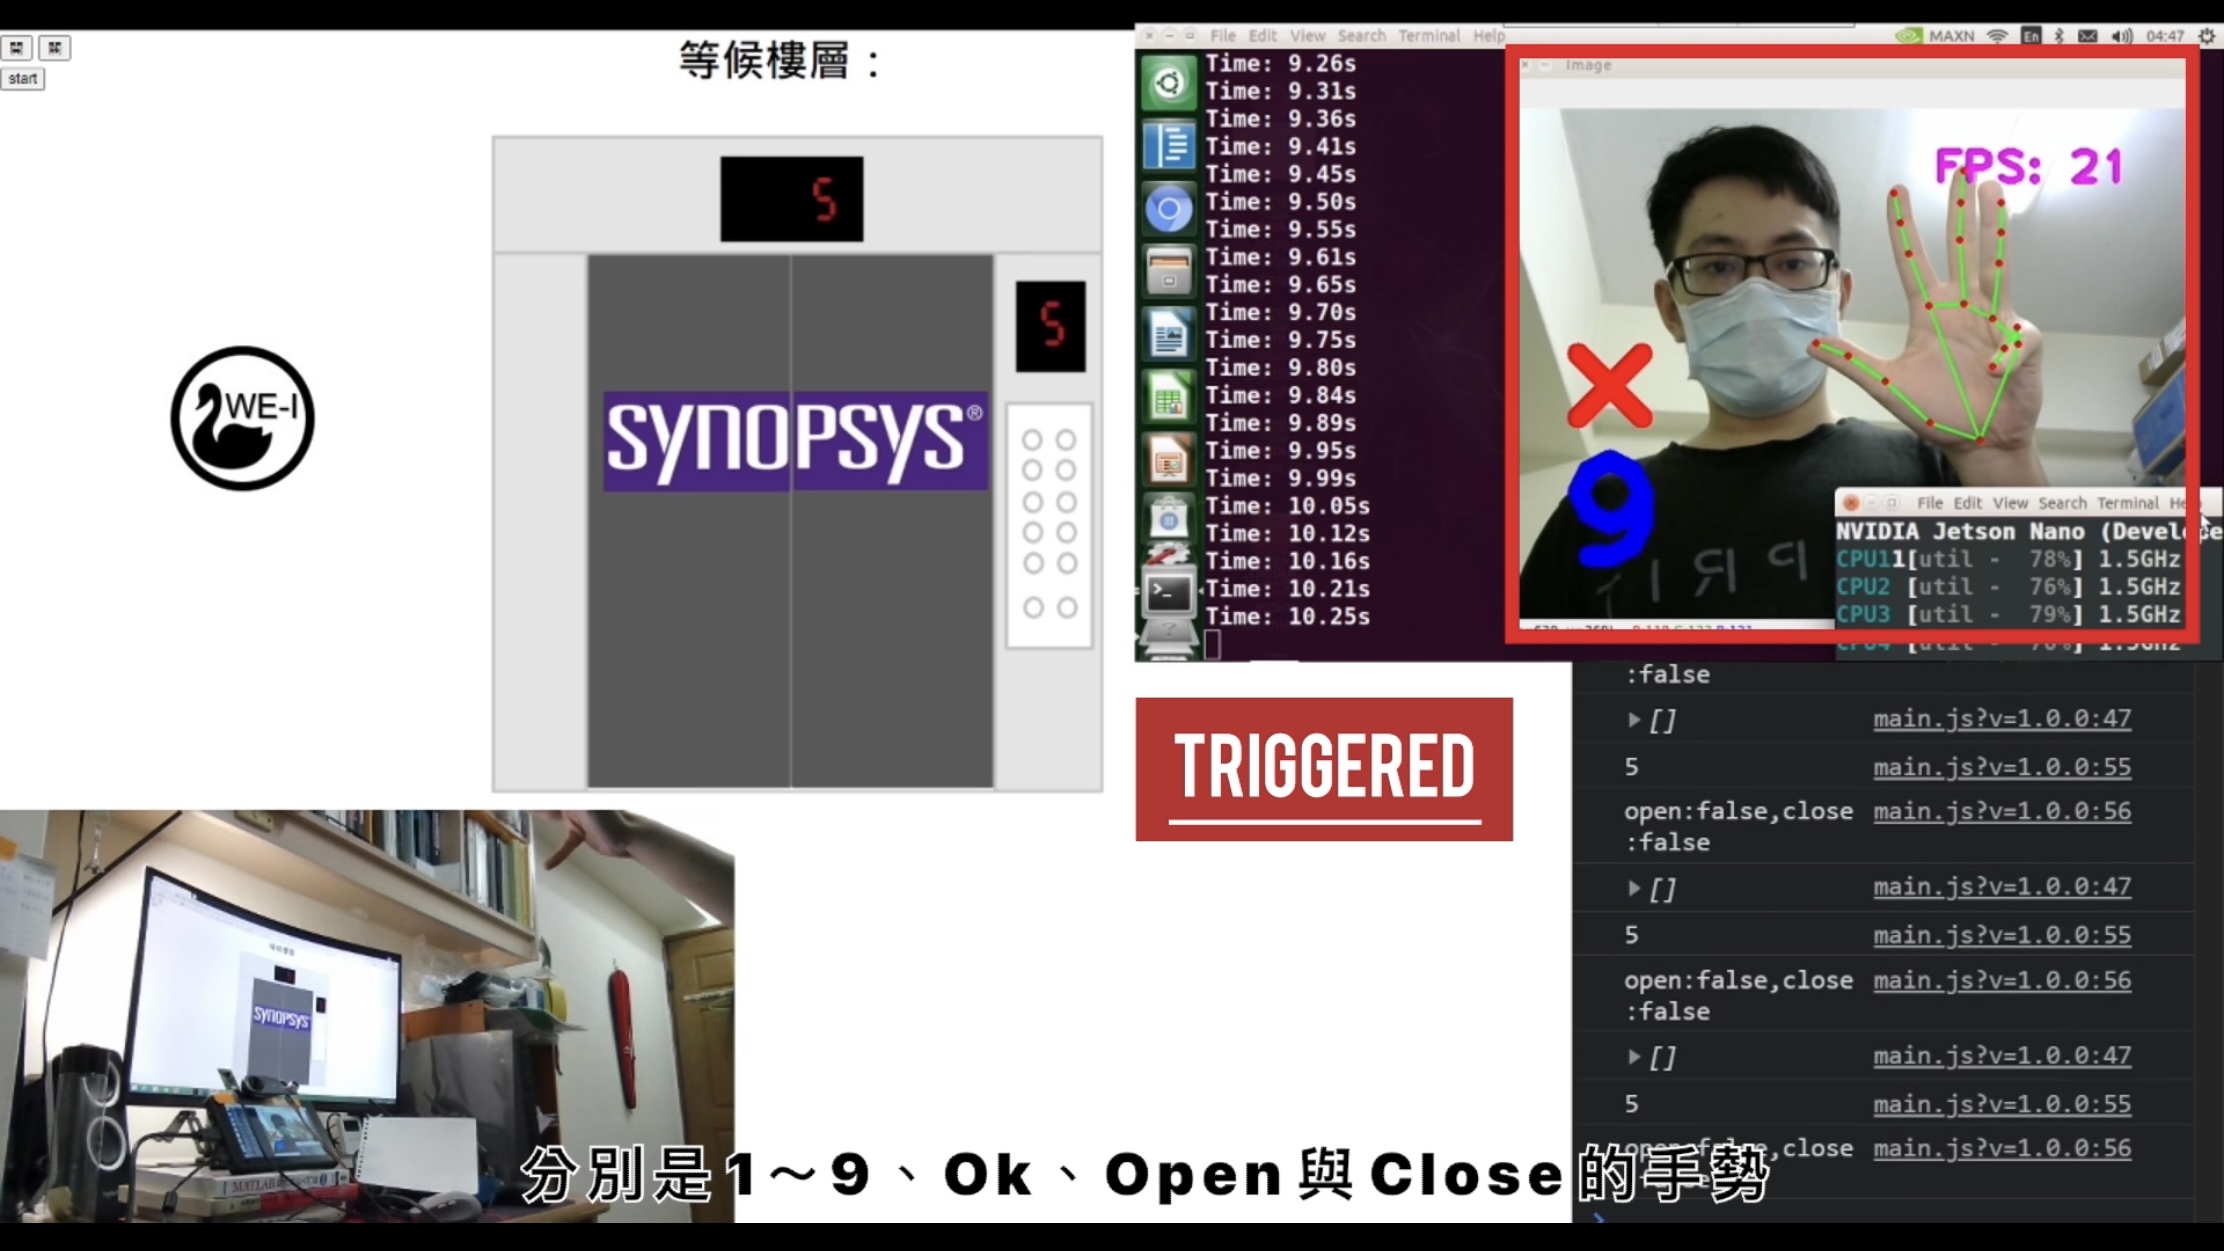 start
等候樓層：
5
5
WE-I
SYNOPSYS®
File Edit View Search Terminal Help
MAXN En 04:47
Time: 9.26s
Time: 9.31s
Time: 9.36s
Time: 9.41s
Time: 9.45s
Time: 9.50s
Time: 9.55s
Time: 9.61s
Time: 9.65s
Time: 9.70s
Time: 9.75s
Time: 9.80s
Time: 9.84s
Time: 9.89s
Time: 9.95s
Time: 9.99s
Time: 10.05s
Time: 10.12s
Time: 10.16s
Time: 10.21s
Time: 10.25s
Image
FPS: 21
9
File Edit View Search Terminal
NVIDIA Jetson Nano
CPU1 1[util - 78%] 1.5GHz
CPU2 [util - 76%] 1.5GHz
CPU3 [util - 79%] 1.5GHz
TRIGGERED
:false
[] main.js?v=1.0.0:47
5 main.js?v=1.0.0:55
open:false,close main.js?v=1.0.0:56
:false
[] main.js?v=1.0.0:47
5 main.js?v=1.0.0:55
open:false,close main.js?v=1.0.0:56
:false
[] main.js?v=1.0.0:47
5 main.js?v=1.0.0:55
open:false,close main.js?v=1.0.0:56
SYNOPSYS
MATLAB
分別是1～9、Ok、Open與Close的手勢